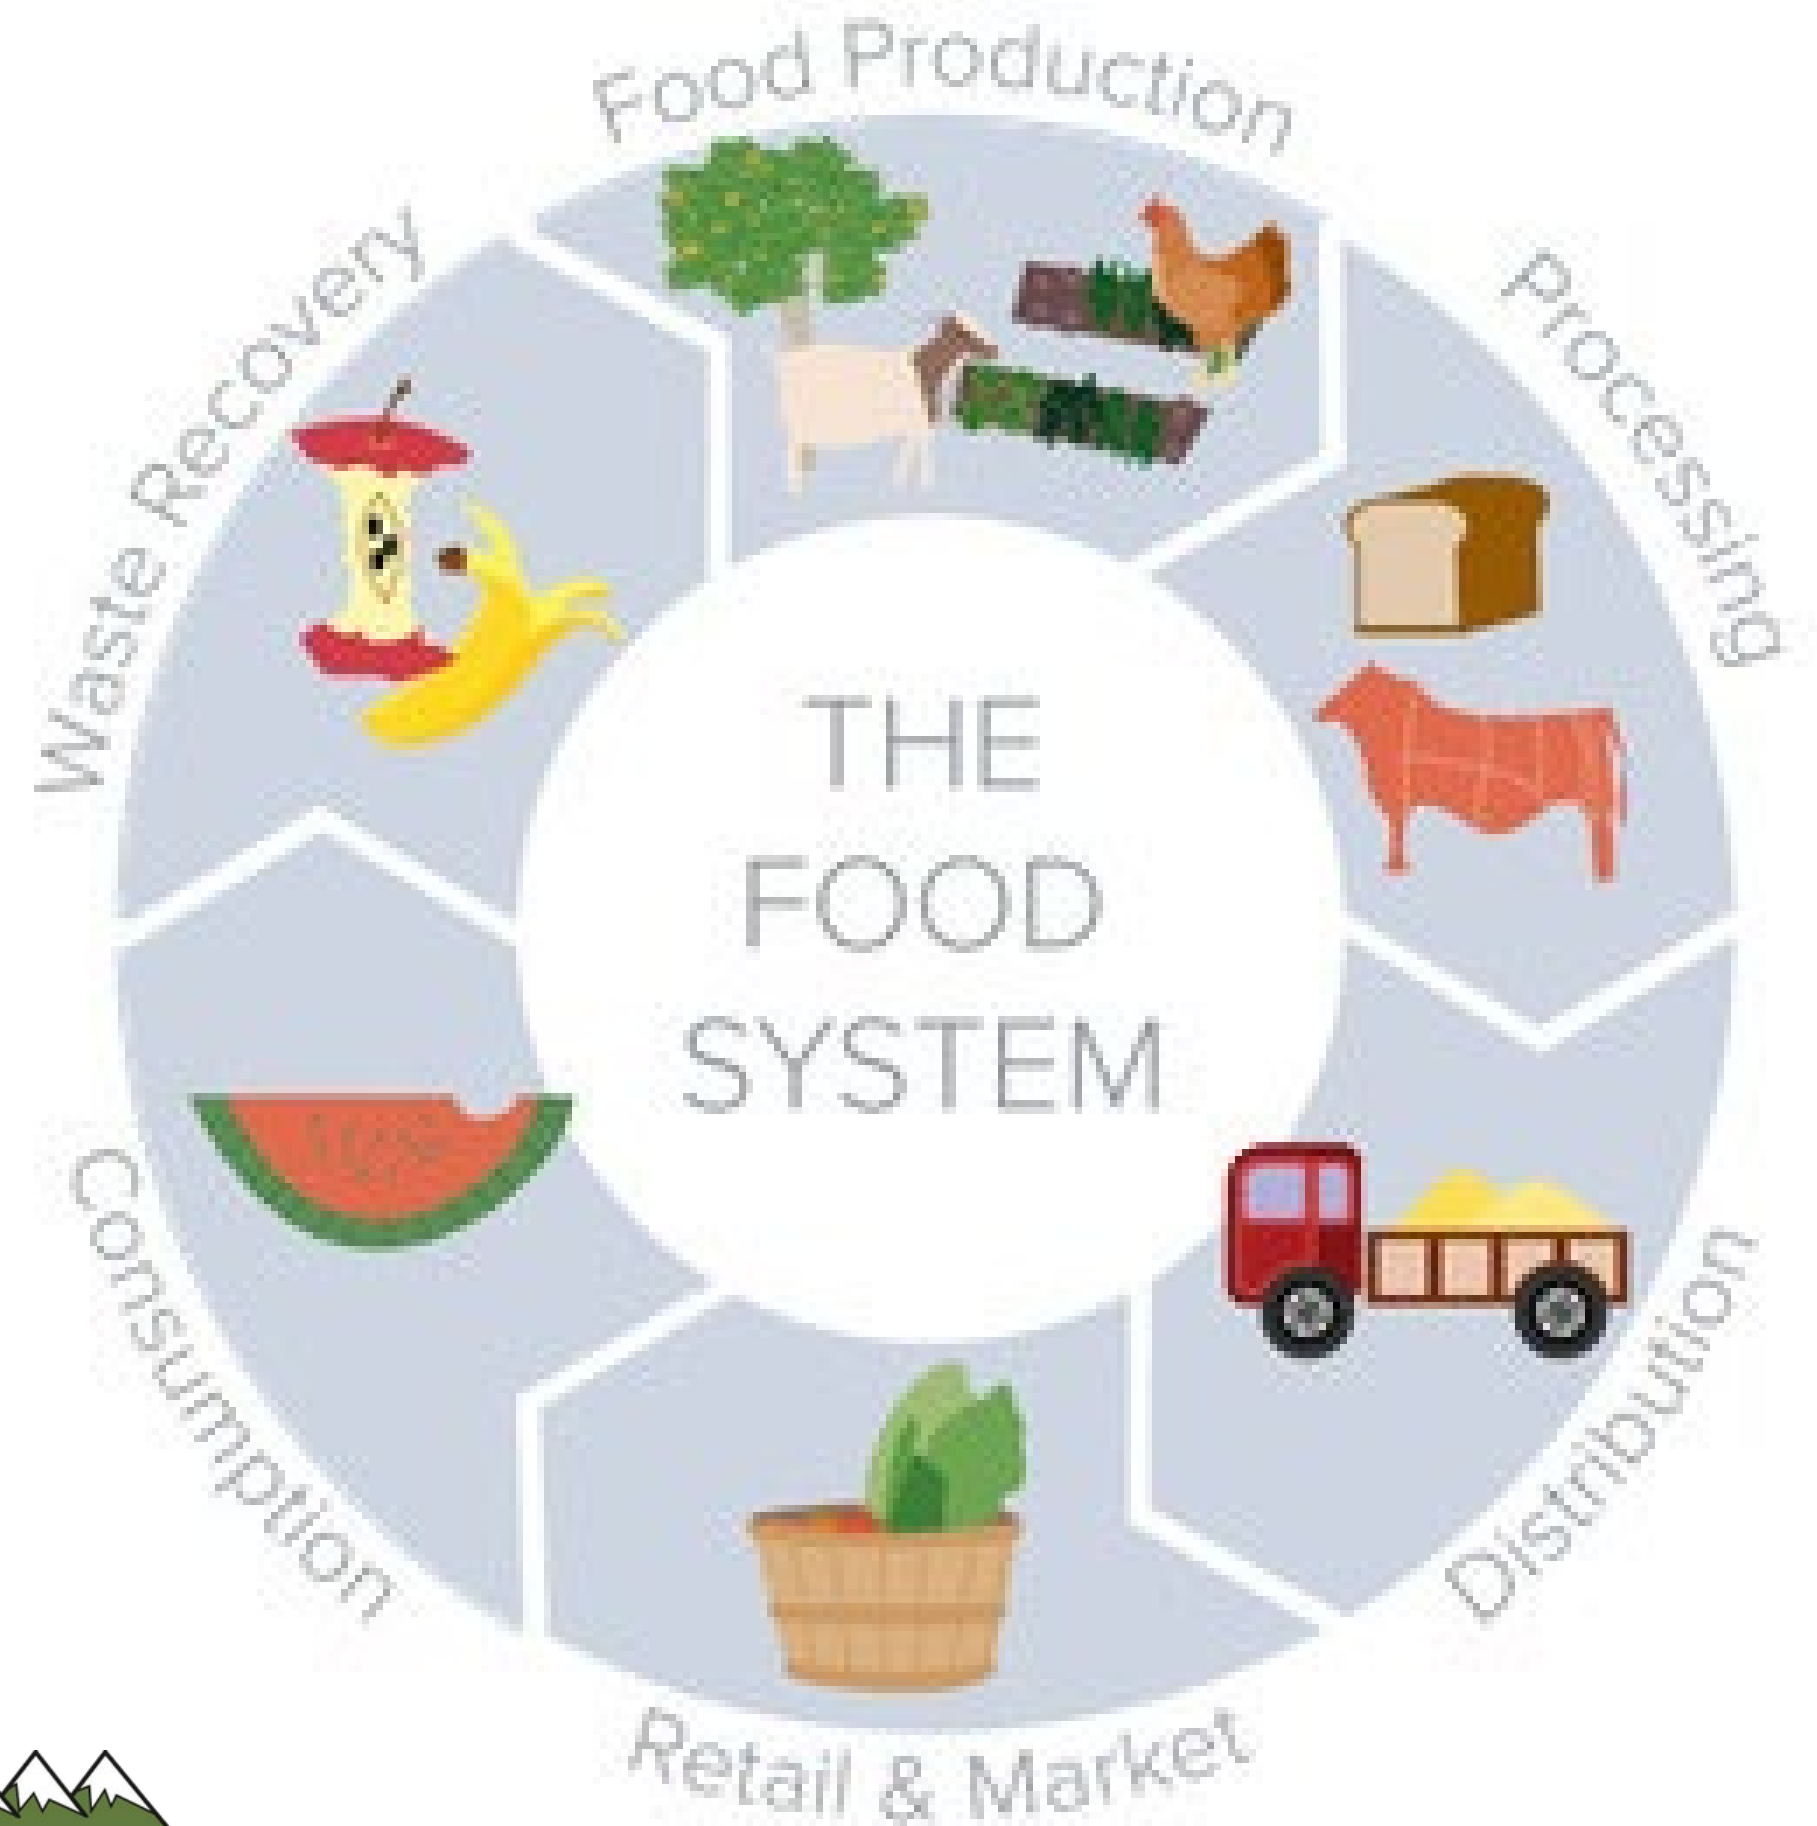 Food Production
Processing
Distribution
Retail & Market
Consumption
Waste Recovery
THE
FOOD
SYSTEM